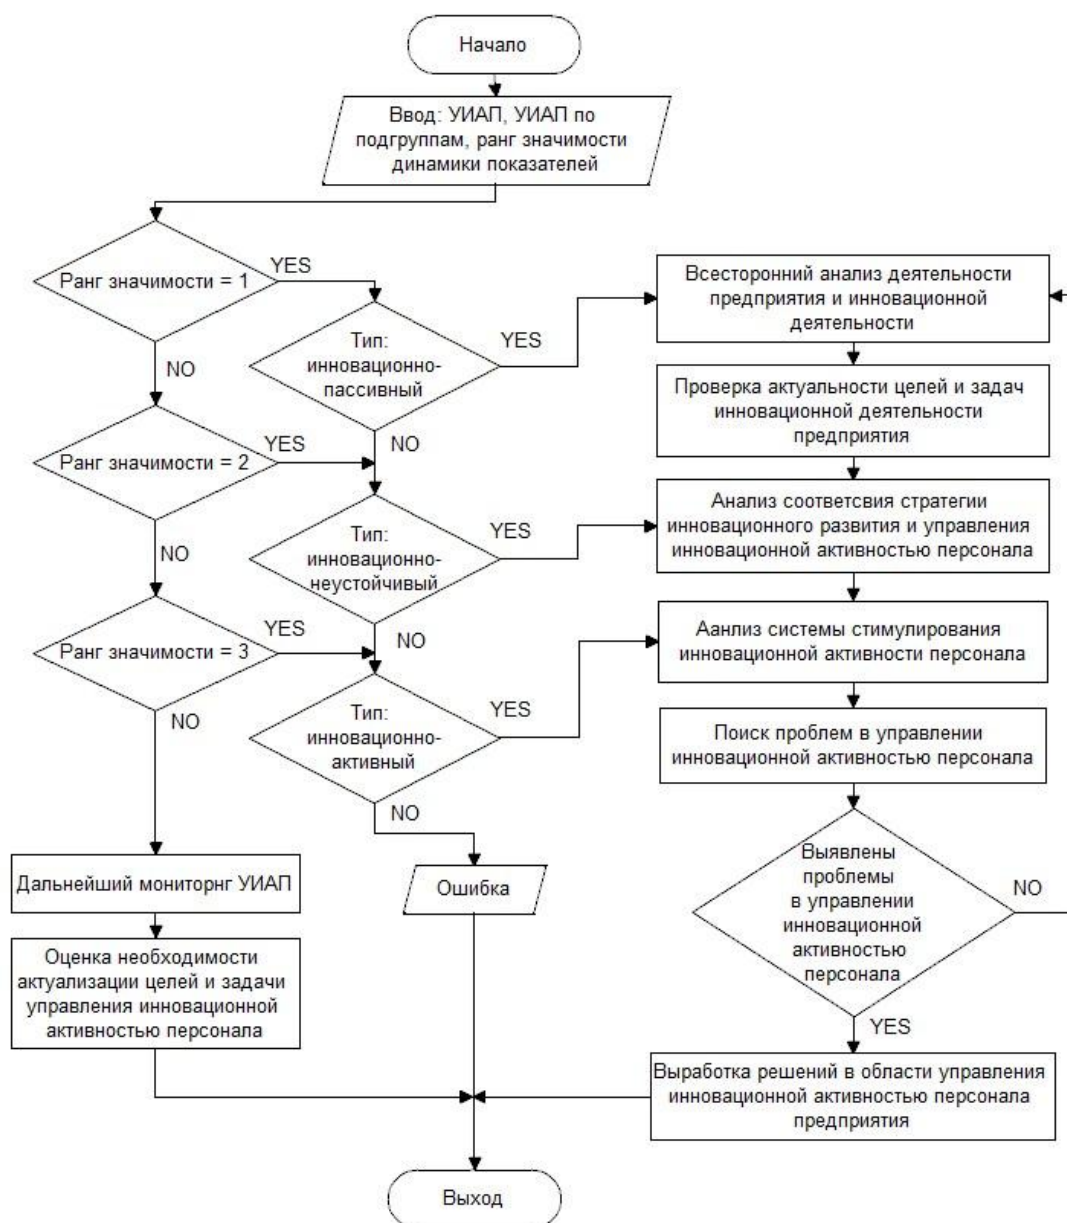 Начало
Ввод: УИАП, УИАП по
подгруппам, ранг значимости
динамики показателей
Ранг значимости = 1
YES
NO
Тип:
инновационно-
пассивный
YES
NO
Всесторонний анализ деятельности
предприятия и инновационной
деятельности
Проверка актуальности целей и задач
инновационной деятельности
предприятия
Ранг значимости = 2
YES
NO
Тип:
инновационно-
неустойчивый
YES
NO
Анализ соответсвия стратегии
инновационного развития и управления
инновационной активностью персонала
Ранг значимости = 3
YES
NO
Тип:
инновационно-
активный
YES
NO
Аанлиз системы стимулирования
инновационной активности персонала
Поиск проблем в управлении
инновационной активностью персонала
Дальнейший мониторнг УИАП
Ошибка
Выявлены
проблемы
в управлении
инновационной
активностью
персонала
NO
YES
Оценка необходимости
актуализации целей и задачи
управления инновационной
активностью персонала
Выработка решений в области управления
инновационной активностью персонала
предприятия
Выход